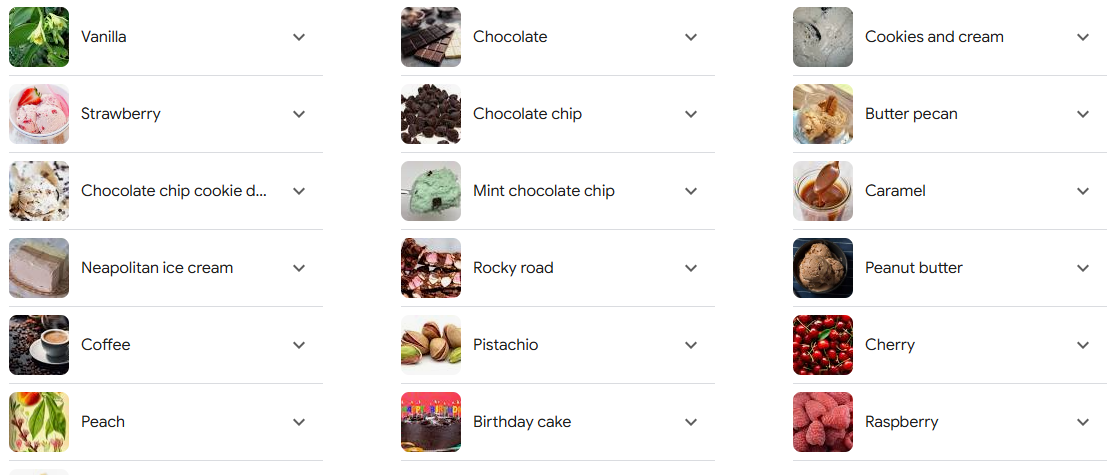 Vanilla
Chocolate
Cookies and cream
Strawberry
Chocolate chip
Butter pecan
Chocolate chip cookie d...
Mint chocolate chip
Caramel
Neapolitan ice cream
Rocky road
Peanut butter
Coffee
Pistachio
Cherry
Peach
Birthday cake
Raspberry